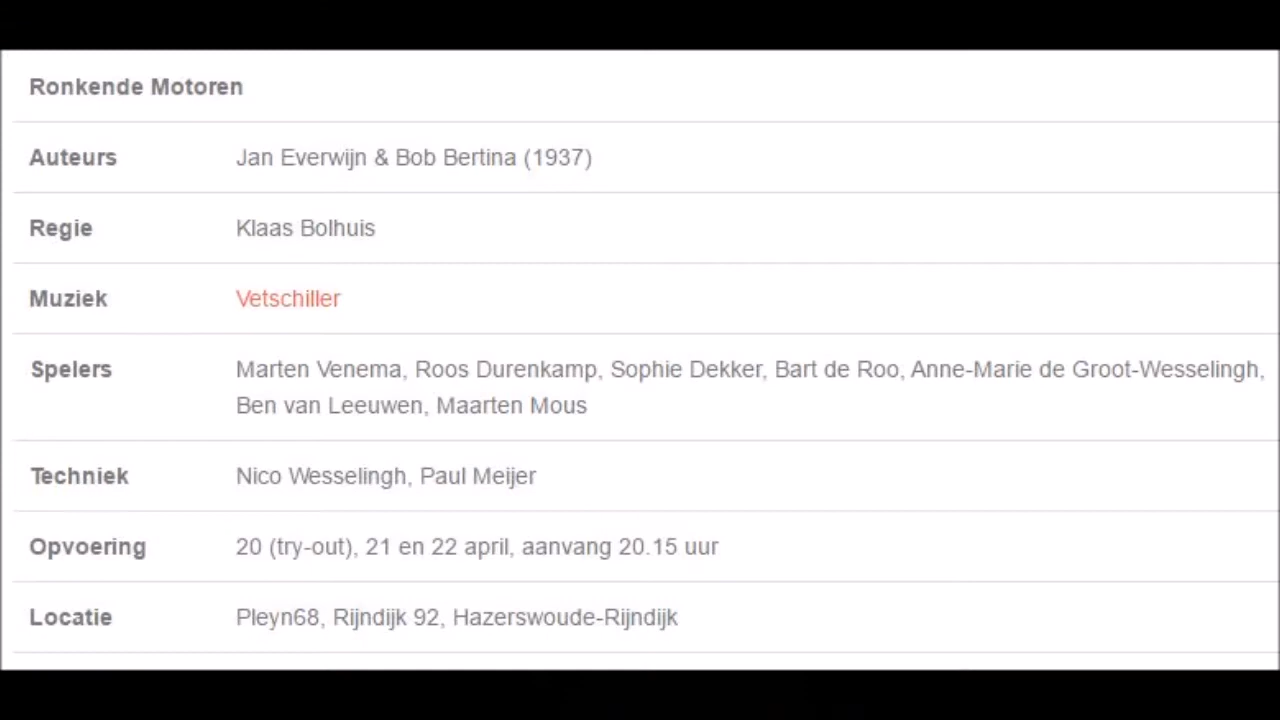 Ronkende Motoren
Auteurs Jan Everwijn & Bob Bertina (1937)
Regie Klaas Bolhuis
Muziek Vetschiller
Spelers Marten Venema, Roos Durenkamp, Sophie Dekker, Bart de Roo, Anne-Marie de Groot-Wesselingh,
Ben van Leeuwen, Maarten Mous
Techniek Nico Wesselingh, Paul Meijer
Opvoering 20 (try-out), 21 en 22 april, aanvang 20.15 uur
Locatie Pleyn68, Rijndijk 92, Hazerswoude-Rijndijk